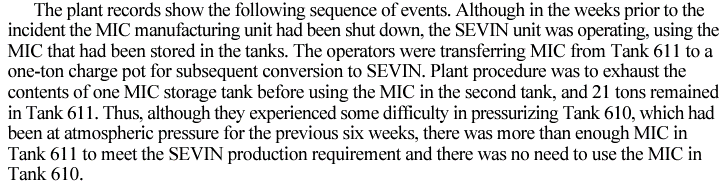 The plant records show the following sequence of events. Although in the weeks prior to the
incident the MIC manufacturing unit had been shut down, the SEVIN unit was operating, using the
MIC that had been stored in the tanks. The operators were transferring MIC from Tank 611 to a
one-ton charge pot for subsequent conversion to SEVIN. Plant procedure was to exhaust the
contents of one MIC storage tank before using the MIC in the second tank, and 21 tons remained
in Tank 611. Thus, although they experienced some difficulty in pressurizing Tank 610, which had
been at atmospheric pressure for the previous six weeks, there was more than enough MIC in
Tank 611 to meet the SEVIN production requirement and there was no need to use the MIC in
Tank 610.